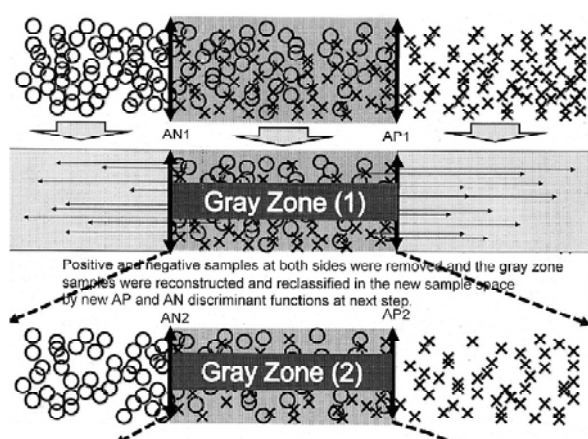 AN1 AP1
Gray Zone (1)
Positive and negative samples at both sides were removed and the gray zone
samples were reconstructed and reclassified in the new sample space
by new AP and AN discriminant functions at next step.
AN2 AP2
Gray Zone (2)